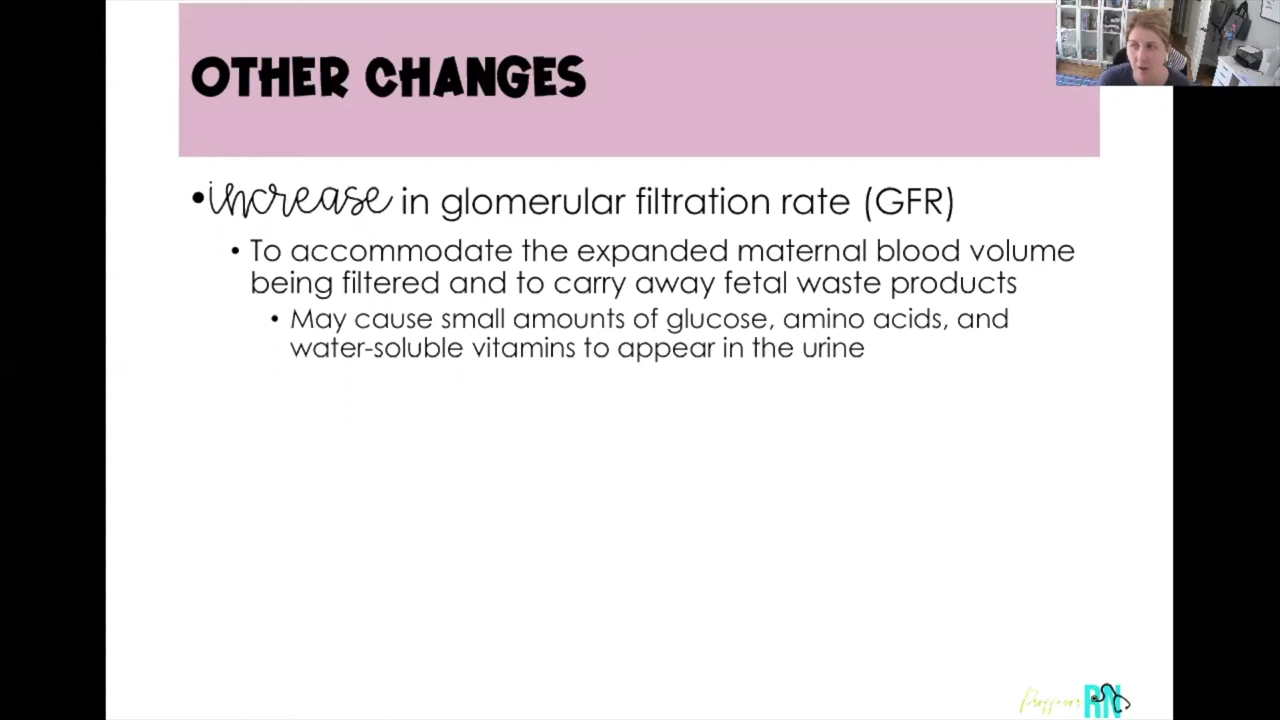 OTHER CHANGES
•increase in glomerular filtration rate (GFR)
• To accommodate the expanded maternal blood volume
being filtered and to carry away fetal waste products
• May cause small amounts of glucose, amino acids, and
water-soluble vitamins to appear in the urine
Professor RN